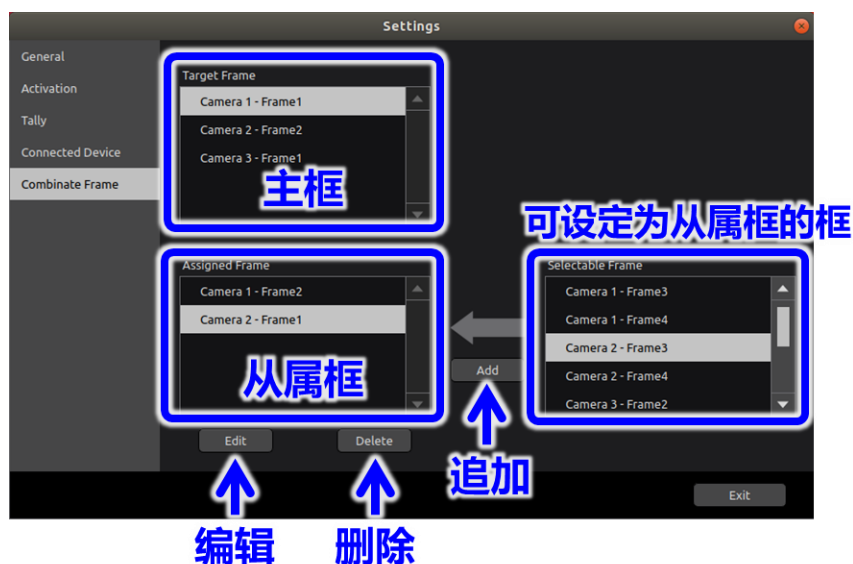 Settings
General
Activation
Tally
Connected Device
Combinate Frame
Target Frame
Camera 1 - Frame1
Camera 2 - Frame2
Camera 3 - Frame1
主框
可设定为从属框的框
Assigned Frame
Camera 1 - Frame2
Camera 2 - Frame1
从属框
Selectable Frame
Camera 1 - Frame3
Camera 1 - Frame4
Camera 2 - Frame3
Camera 2 - Frame4
Camera 3 - Frame2
Add
追加
Edit
Delete
编辑
删除
Exit